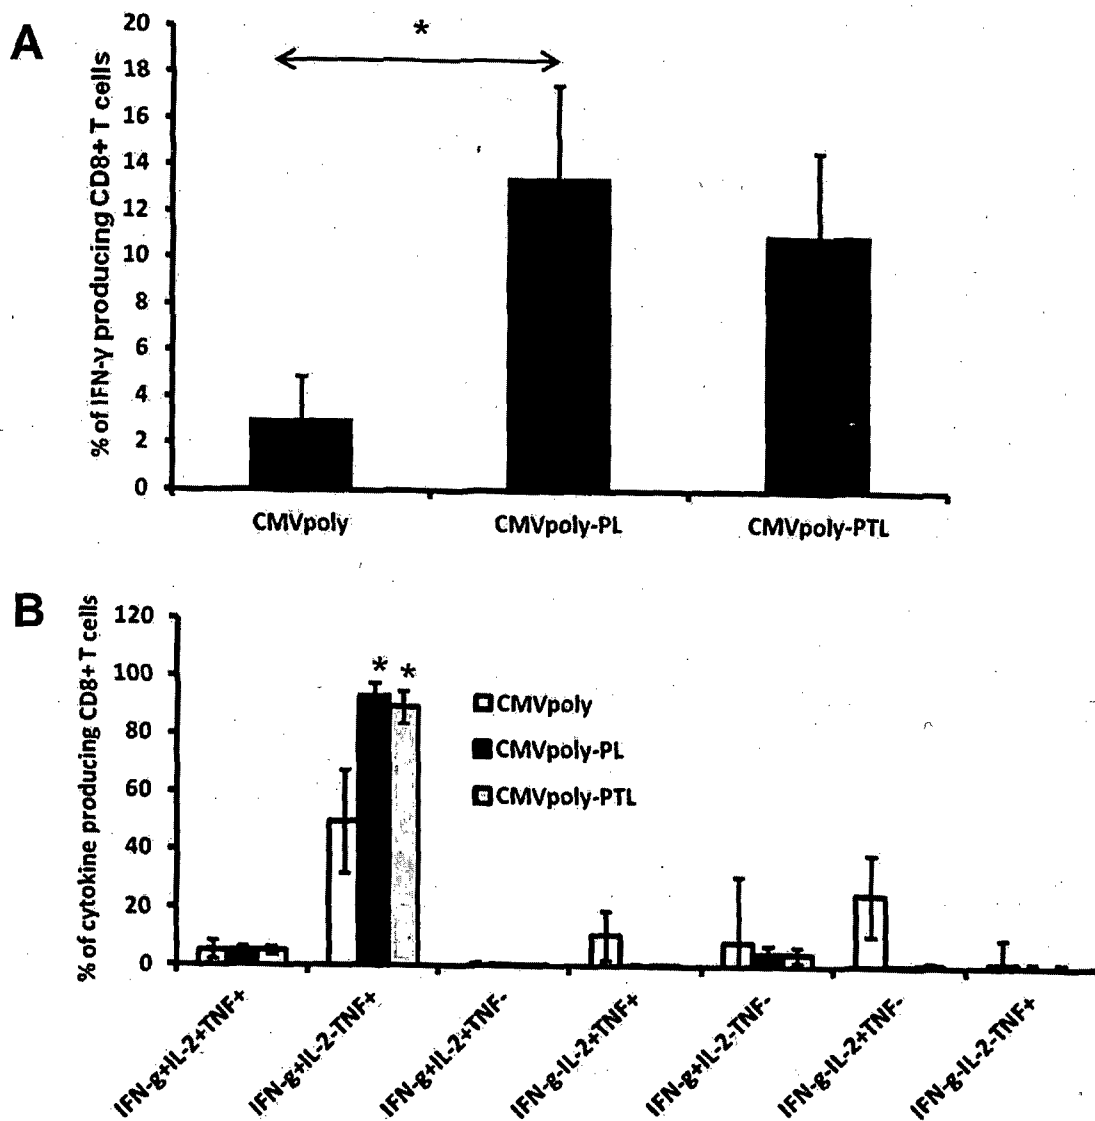 A
% of IFN-γ producing CD8+ T cells
20
18
16
14
12
10
8
6
4
2
0
*
CMVpoly
CMVpoly-PL
CMVpoly-PTL
B
% of cytokine producing CD8+ T cells
120
100
80
60
40
20
0
* *
CMVpoly
CMVpoly-PL
CMVpoly-PTL
IFN-g+IL-2+TNF+
IFN-g+IL-2-TNF+
IFN-g+IL-2+TNF-
IFN-g-IL-2+TNF+
IFN-g+IL-2-TNF-
IFN-g-IL-2+TNF-
IFN-g-IL-2-TNF+